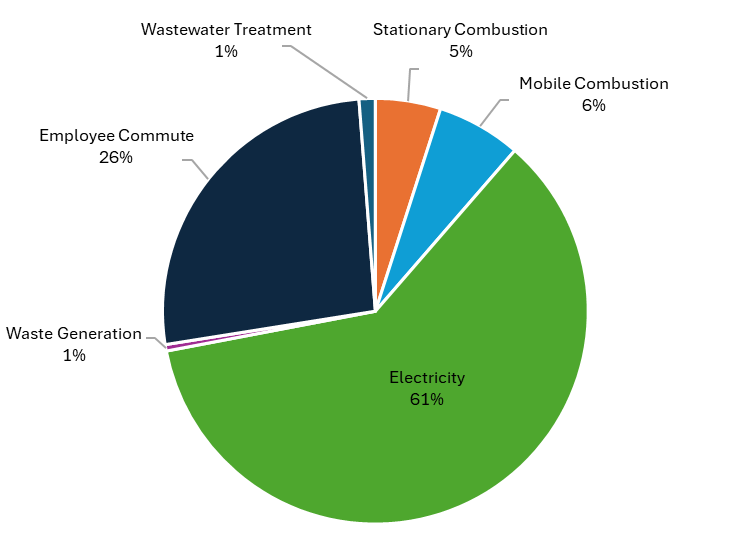 Wastewater Treatment
1%
Stationary Combustion
5%
Mobile Combustion
6%
Employee Commute
26%
Waste Generation
1%
Electricity
61%